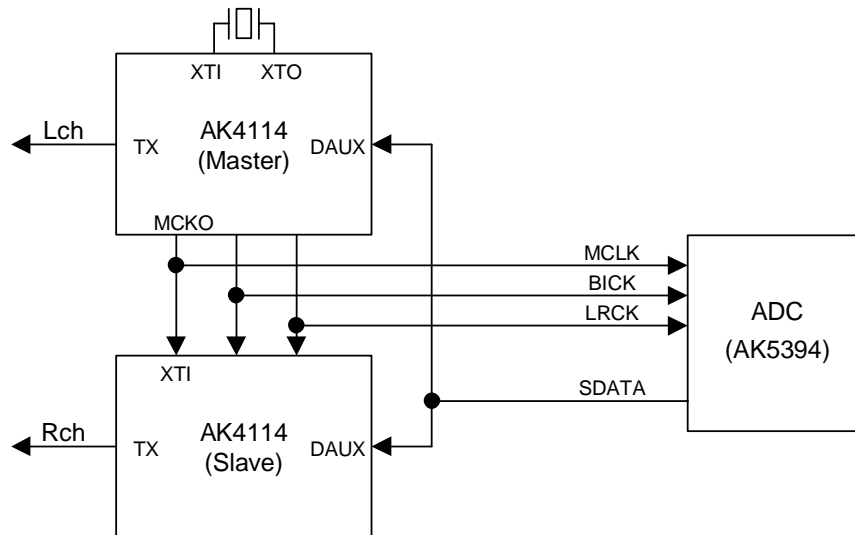 XTI XTO
AK4114
(Master)
Lch
TX
DAUX
MCKO
MCLK
BICK
LRCK
ADC
(AK5394)
SDATA
XTI
AK4114
(Slave)
Rch
TX
DAUX